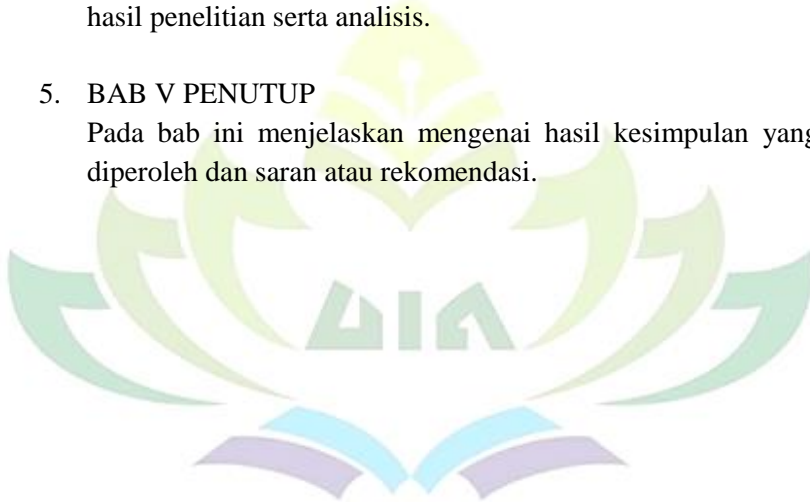 hasil penelitian serta analisis.
5. BAB V PENUTUP
Pada bab ini menjelaskan mengenai hasil kesimpulan yang
diperoleh dan saran atau rekomendasi.
UIN